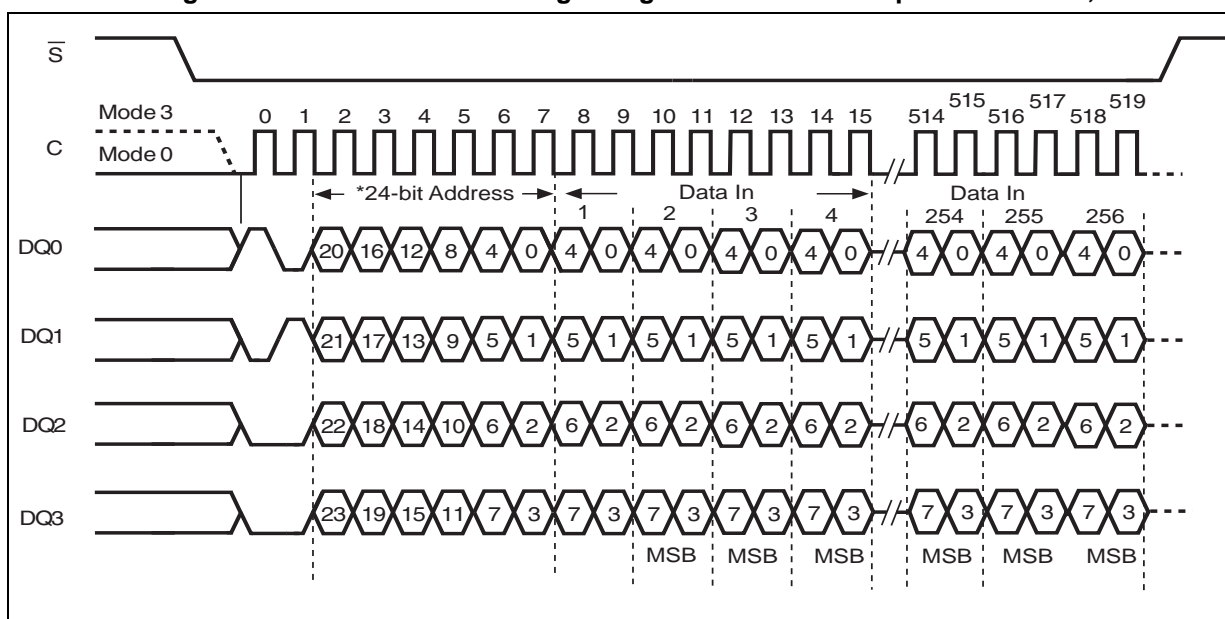 S̅
Mode 3
Mode 0
C
0 1 2 3 4 5 6 7 8 9 10 11 12 13 14 15 514 515 516 517 518 519
*24-bit Address Data In Data In
1 2 3 4 254 255 256
DQ0 20 16 12 8 4 0 4 0 4 0 4 0 4 0 4 0 4 0 4 0
DQ1 21 17 13 9 5 1 5 1 5 1 5 1 5 1 5 1 5 1 5 1
DQ2 22 18 14 10 6 2 6 2 6 2 6 2 6 2 6 2 6 2 6 2
DQ3 23 19 15 11 7 3 7 3 7 3 7 3 7 3 7 3 7 3 7 3
MSB MSB MSB MSB MSB MSB